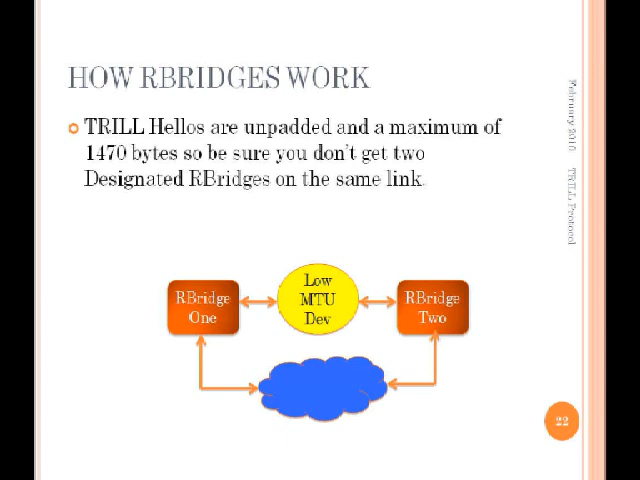 HOW RBRIDGES WORK
TRILL Hellos are unpadded and a maximum of
1470 bytes so be sure you don't get two
Designated RBridges on the same link.
February 2010
TRILL Protocol
RBridge
One
Low
MTU
Dev
RBridge
Two
22